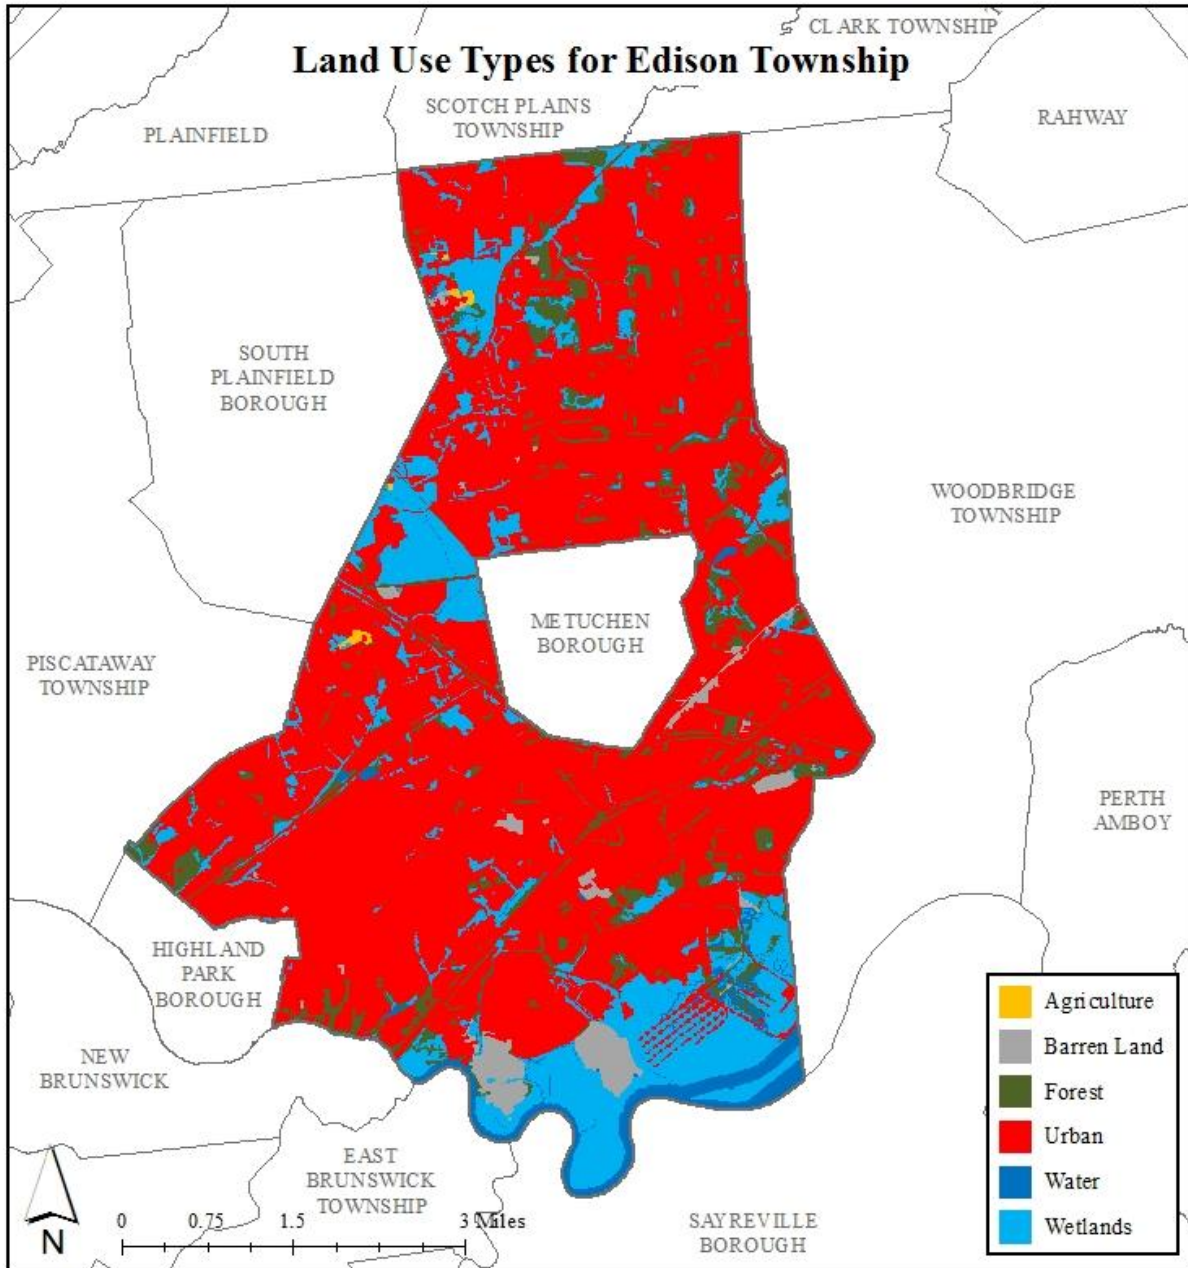 CLARK TOWNSHIP
Land Use Types for Edison Township
SCOTCH PLAINS
TOWNSHIP
RAHWAY
PLAINFIELD
SOUTH
PLAINFIELD
BOROUGH
WOODBRIDGE
TOWNSHIP
METUCHEN
BOROUGH
PISCATAWAY
TOWNSHIP
PERTH
AMBOY
HIGHLAND
PARK
BOROUGH
NEW
BRUNSWICK
EAST
BRUNSWICK
TOWNSHIP
SAYREVILLE
BOROUGH
Agriculture
Barren Land
Forest
Urban
Water
Wetlands
N
0 0.75 1.5 3 Miles